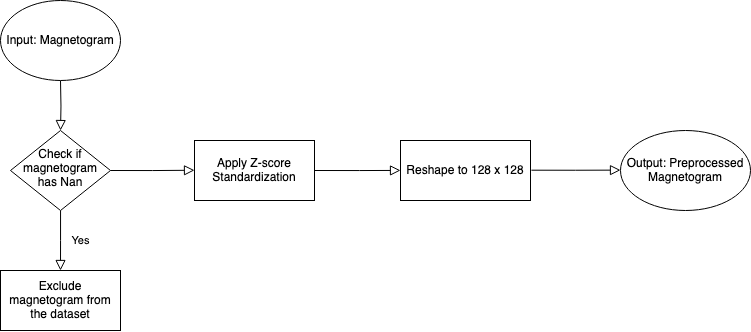 Input: Magnetogram
Check if
magnetogram
has Nan
Apply Z-score
Standardization
Reshape to 128 x 128
Output: Preprocessed
Magnetogram
Yes
Exclude
magnetogram from
the dataset